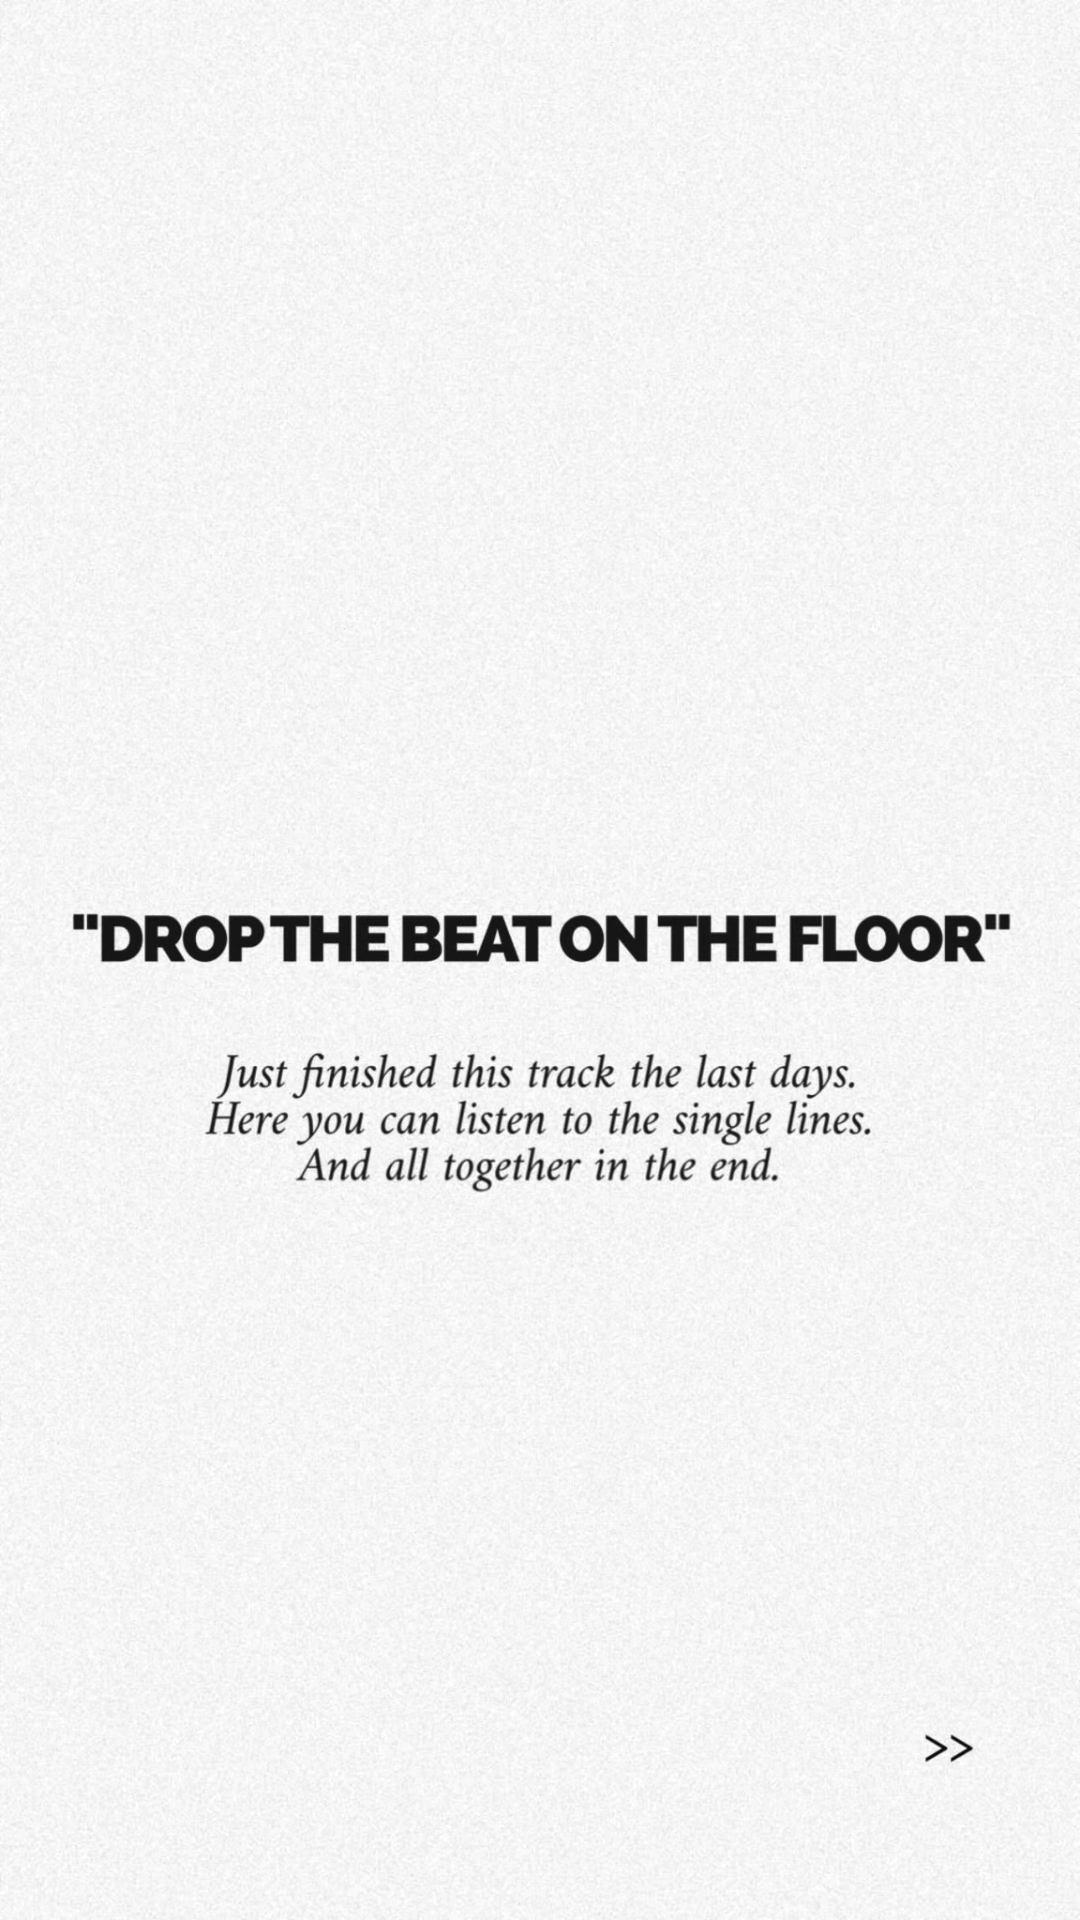 "DROP THE BEAT ON THE FLOOR"
Just finished this track the last days.
Here you can listen to the single lines.
And all together in the end.
>>